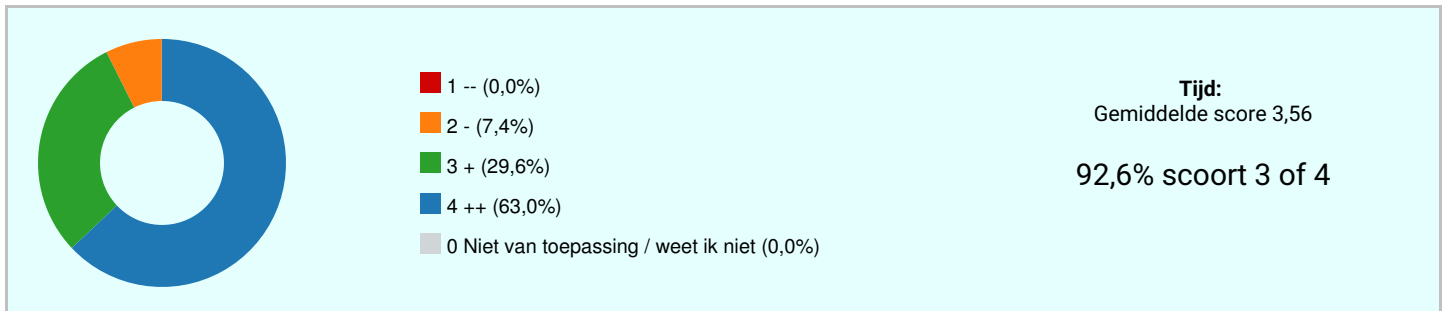 1 -- (0,0%)
2 - (7,4%)
3 + (29,6%)
4 ++ (63,0%)
0 Niet van toepassing / weet ik niet (0,0%)
Tijd:
Gemiddelde score 3,56
92,6% scoort 3 of 4